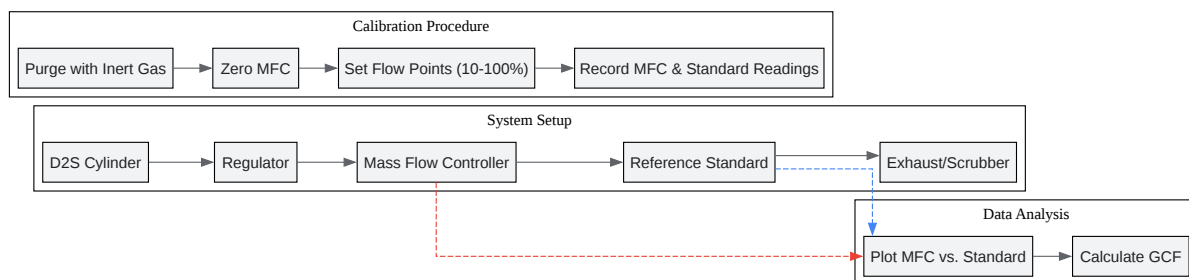 Calibration Procedure
Purge with Inert Gas
Zero MFC
Set Flow Points (10-100%)
Record MFC & Standard Readings
System Setup
D2S Cylinder
Regulator
Mass Flow Controller
Reference Standard
Exhaust/Scrubber
Data Analysis
Plot MFC vs. Standard
Calculate GCF